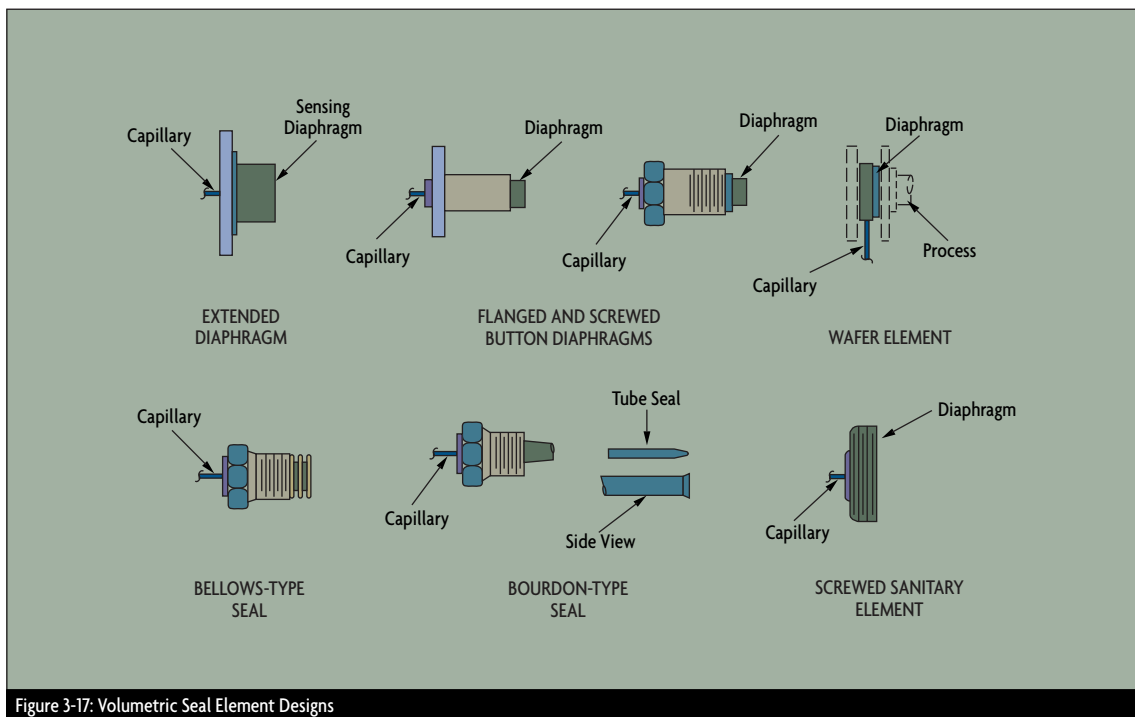 Capillary
Sensing
Diaphragm
EXTENDED
DIAPHRAGM
Diaphragm
Capillary
Diaphragm
Capillary
FLANGED AND SCREWED
BUTTON DIAPHRAGMS
Diaphragm
Process
Capillary
WAFER ELEMENT
Capillary
BELLOWS-TYPE
SEAL
Capillary
Tube Seal
Side View
BOURDON-TYPE
SEAL
Diaphragm
Capillary
SCREWED SANITARY
ELEMENT
Figure 3-17: Volumetric Seal Element Designs